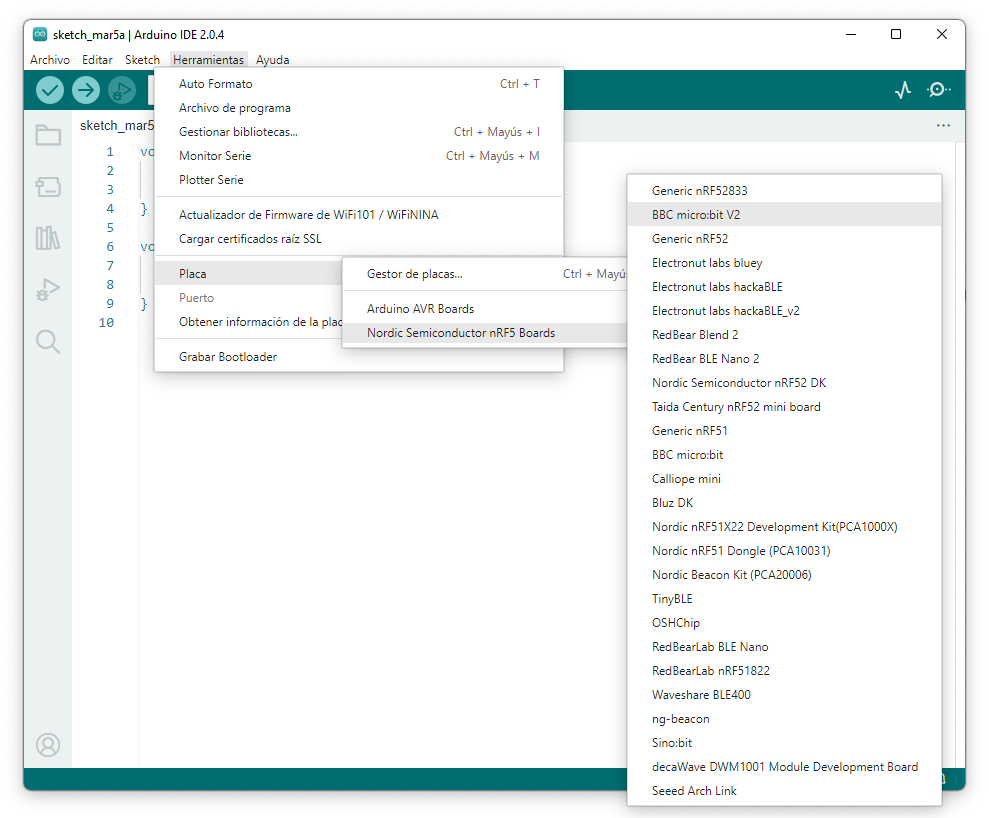 sketch_mar5a | Arduino IDE 2.0.4
Archivo Editar Sketch Herramientas Ayuda
sketch_mar5
Auto Formato Ctrl + T
Archivo de programa
Gestionar bibliotecas... Ctrl + Mayús + I
Monitor Serie Ctrl + Mayús + M
Plotter Serie
Actualizador de Firmware de WiFi101 / WiFiNINA
Cargar certificados raíz SSL
Placa
Puerto
Obtener información de la plac
Grabar Bootloader
1 vo
2
3
4 }
5
6 vo
7
8
9 }
10
Gestor de placas... Ctrl + Mayús
Arduino AVR Boards
Nordic Semiconductor nRF5 Boards
Generic nRF52833
BBC micro:bit V2
Generic nRF52
Electronut labs bluey
Electronut labs hackaBLE
Electronut labs hackaBLE_v2
RedBear Blend 2
RedBear BLE Nano 2
Nordic Semiconductor nRF52 DK
Taida Century nRF52 mini board
Generic nRF51
BBC micro:bit
Calliope mini
Bluz DK
Nordic nRF51X22 Development Kit(PCA1000X)
Nordic nRF51 Dongle (PCA10031)
Nordic Beacon Kit (PCA20006)
TinyBLE
OSHChip
RedBearLab BLE Nano
RedBearLab nRF51822
Waveshare BLE400
ng-beacon
Sino:bit
decaWave DWM1001 Module Development Board
Seeed Arch Link